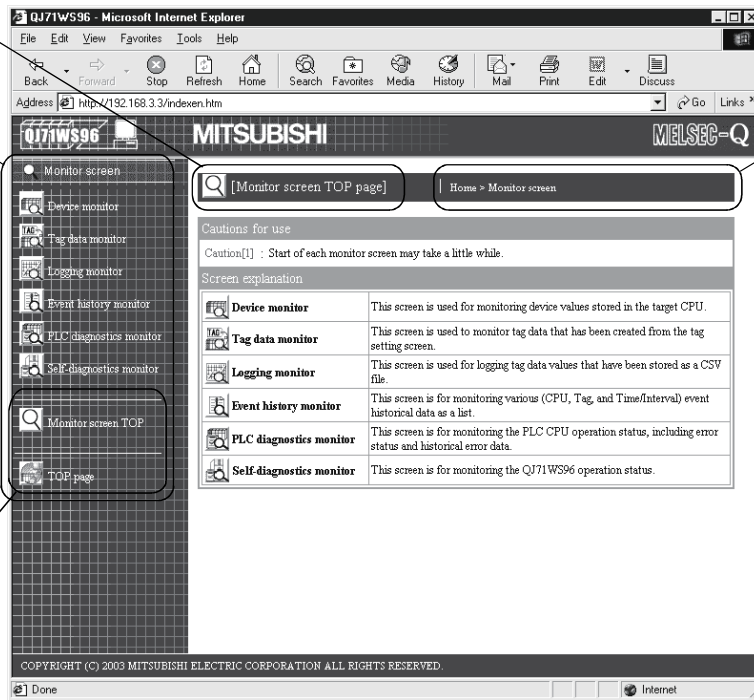 QJ71WS96 - Microsoft Internet Explorer
File Edit View Favorites Tools Help
Back Forward Stop Refresh Home Search Favorites Media History Mail Print Edit Discuss
Address http://192.168.3.3/indexen.htm Go Links »
QJ71WS96 MITSUBISHI MELSEC-Q
Monitor screen
Device monitor
Tag data monitor
Logging monitor
Event history monitor
PLC diagnostics monitor
Self-diagnostics monitor
Monitor screen TOP
TOP page
[Monitor screen TOP page] Home » Monitor screen
Cautions for use
Caution[1] : Start of each monitor screen may take a little while.
Screen explanation
Device monitor This screen is used for monitoring device values stored in the target CPU.
Tag data monitor This screen is used to monitor tag data that has been created from the tag
setting screen.
Logging monitor This screen is used for logging tag data values that have been stored as a CSV
file.
Event history monitor This screen is for monitoring various (CPU, Tag, and Time/Interval) event
historical data as a list.
PLC diagnostics monitor This screen is for monitoring the PLC CPU operation status, including error
status and historical error data.
Self-diagnostics monitor This screen is for monitoring the QJ71WS96 operation status.
COPYRIGHT (C) 2003 MITSUBISHI ELECTRIC CORPORATION ALL RIGHTS RESERVED.
Done Internet